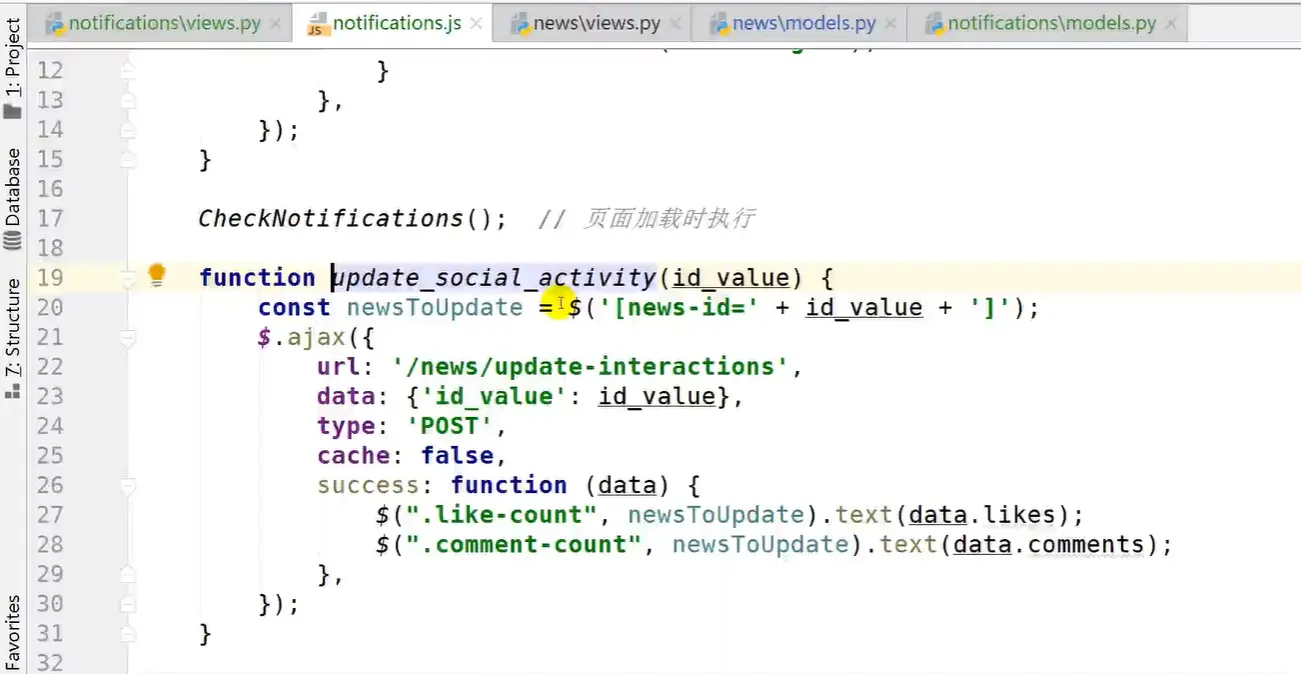 notifications\views.py
notifications.js
news\views.py
news\models.py
notifications\models.py
1: Project
Database
7: Structure
Favorites
12 }
13 },
14 });
15 }
16
17 CheckNotifications(); // 页面加载时执行
18
19 function update_social_activity(id_value) {
20 const newsToUpdate = $('[news-id=' + id_value + ']');
21 $.ajax({
22 url: '/news/update-interactions',
23 data: {'id_value': id_value},
24 type: 'POST',
25 cache: false,
26 success: function (data) {
27 $(".like-count", newsToUpdate).text(data.likes);
28 $(".comment-count", newsToUpdate).text(data.comments);
29 },
30 });
31 }
32